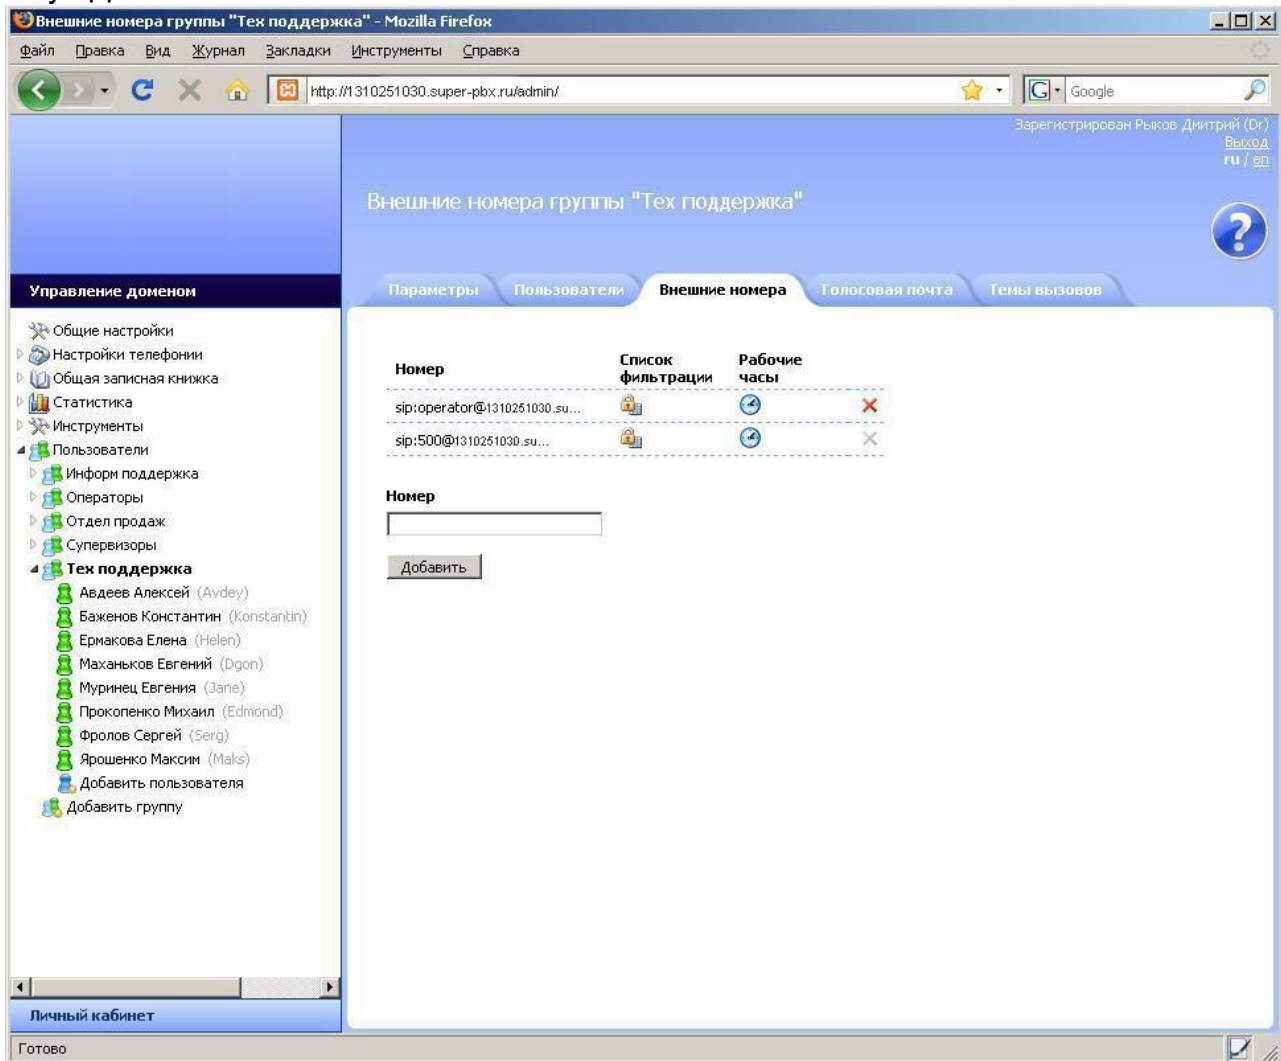 Внешние номера группы "Тех поддержка" - Mozilla Firefox
Файл Правка Вид Журнал Закладки Инструменты Справка
http://1310251030.super-pbx.ru/admin/
Google
Зарегистрирован Рыков Дмитрий (Dr)
Выход
ru / en
Внешние номера группы "Тех поддержка"
Управление доменом
Параметры Пользователи Внешние номера Голосовая почта Темы вызовов
Общие настройки
Настройки телефонии
Общая записная книжка
Статистика
Инструменты
Пользователи
Информ поддержка
Операторы
Отдел продаж
Супервизоры
Тех поддержка
Авдеев Алексей (Avdey)
Баженов Константин (Konstantin)
Ермакова Елена (Helen)
Маханьков Евгений (Dgon)
Муринец Евгения (Jane)
Прокопенко Михаил (Edmond)
Фролов Сергей (Serg)
Ярошенко Максим (Maks)
Добавить пользователя
Добавить группу
Номер Список фильтрации Рабочие часы
sip:operator@1310251030.su...
sip:500@1310251030.su...
Номер
Добавить
Личный кабинет
Готово